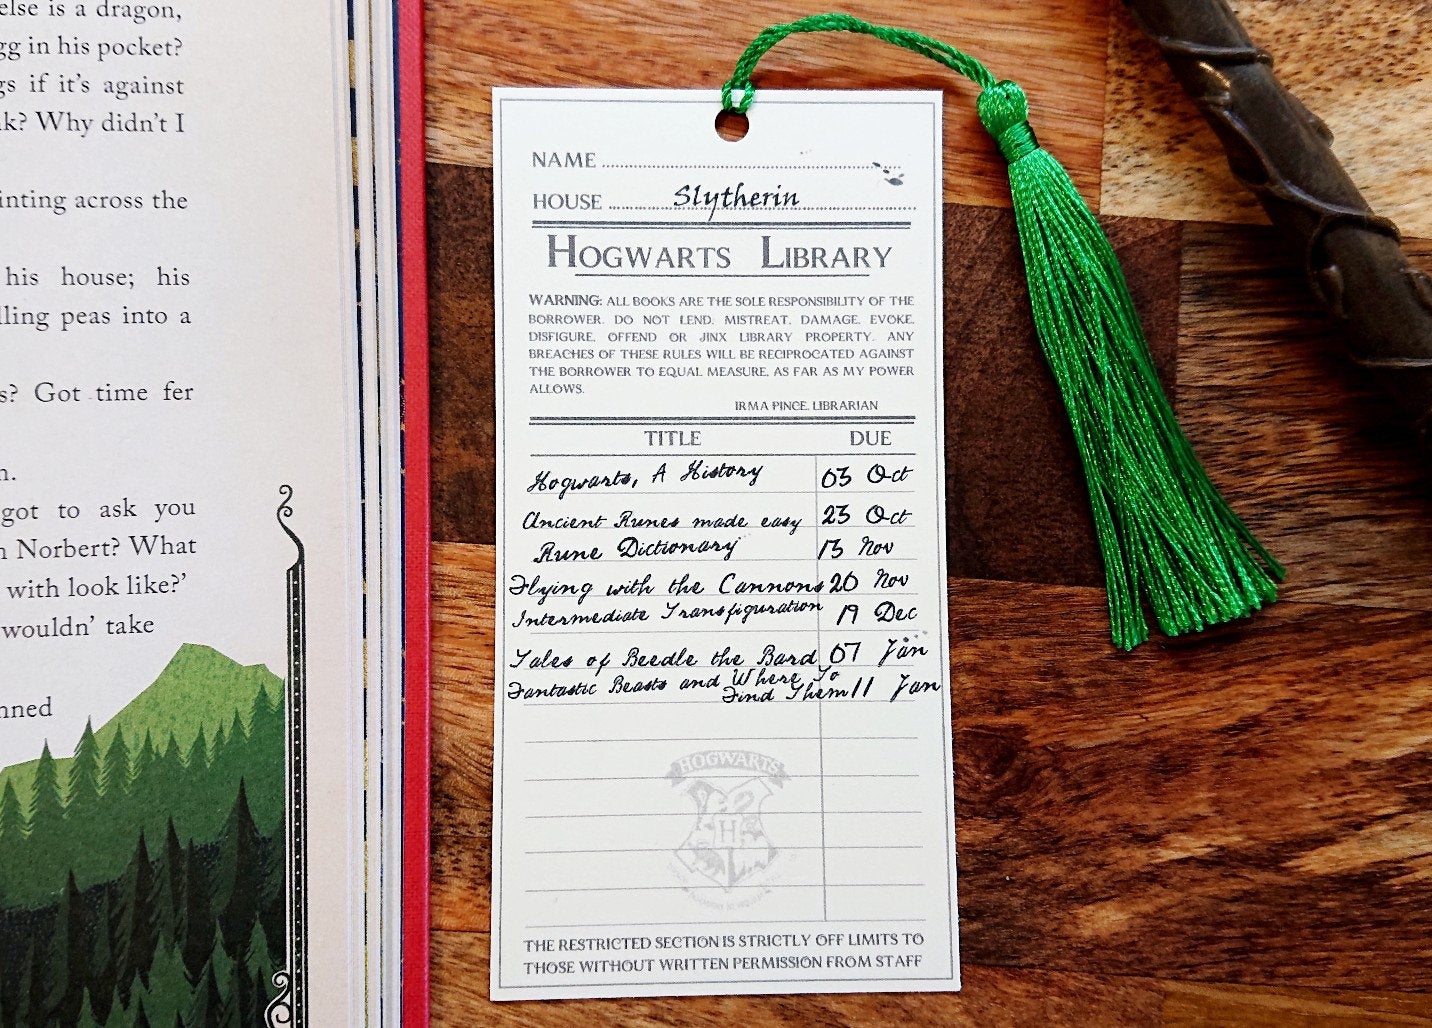 else is a dragon,
gg in his pocket?
gs if it's against
k? Why didn't I
inting across the
his house; his
lling peas into a
s? Got time fer
n.
got to ask you
n Norbert? What
with look like?'
wouldn' take
nned
NAME
HOUSE Slytherin
HOGWARTS LIBRARY
WARNING: ALL BOOKS ARE THE SOLE RESPONSIBILITY OF THE
BORROWER. DO NOT LEND, MISTREAT, DAMAGE, EVOKE,
DISFIGURE, OFFEND OR JINX LIBRARY PROPERTY. ANY
BREACHES OF THESE RULES WILL BE RECIPROCATED AGAINST
THE BORROWER TO EQUAL MEASURE, AS FAR AS MY POWER
ALLOWS.
IRMA PINCE, LIBRARIAN
TITLE DUE
Hogwarts, A History 03 Oct
Ancient Runes made easy 23 Oct
Rune Dictionary 13 Nov
Flying with the Cannons 20 Nov
Intermediate Transfiguration 19 Dec
Tales of Beedle the Bard 07 Jan
Fantastic Beasts and Where To
Find Them 11 Jan
HOGWARTS
H
THE RESTRICTED SECTION IS STRICTLY OFF LIMITS TO
THOSE WITHOUT WRITTEN PERMISSION FROM STAFF